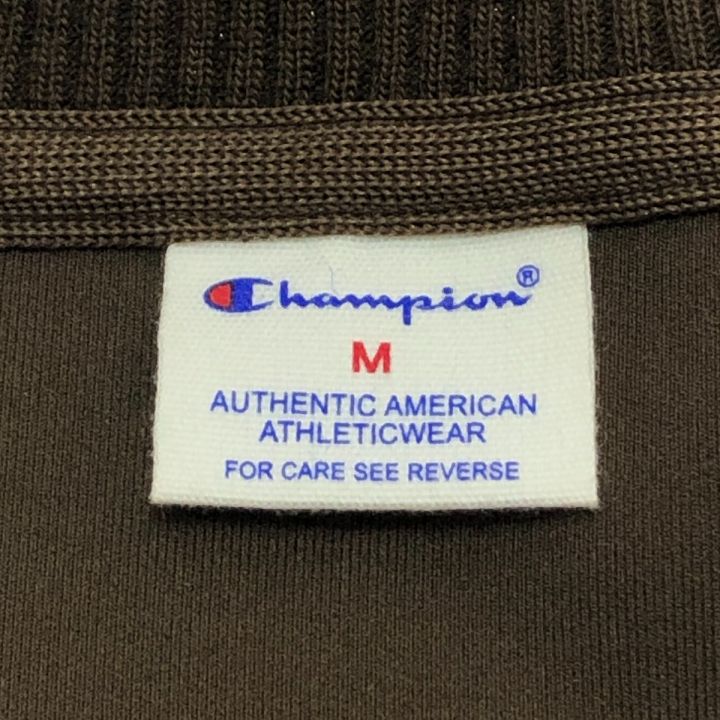 Champion®
M
AUTHENTIC AMERICAN
ATHLETICWEAR
FOR CARE SEE REVERSE